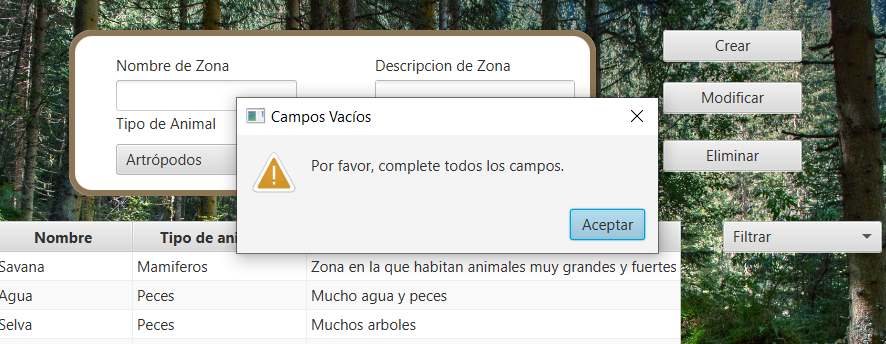 Nombre de Zona
Descripcion de Zona
Tipo de Animal
Artrópodos
Crear
Modificar
Eliminar
Campos Vacíos
Por favor, complete todos los campos.
Aceptar
Filtrar
Nombre
Tipo de ani
Savana
Mamiferos
Zona en la que habitan animales muy grandes y fuertes
Agua
Peces
Mucho agua y peces
Selva
Peces
Muchos arboles